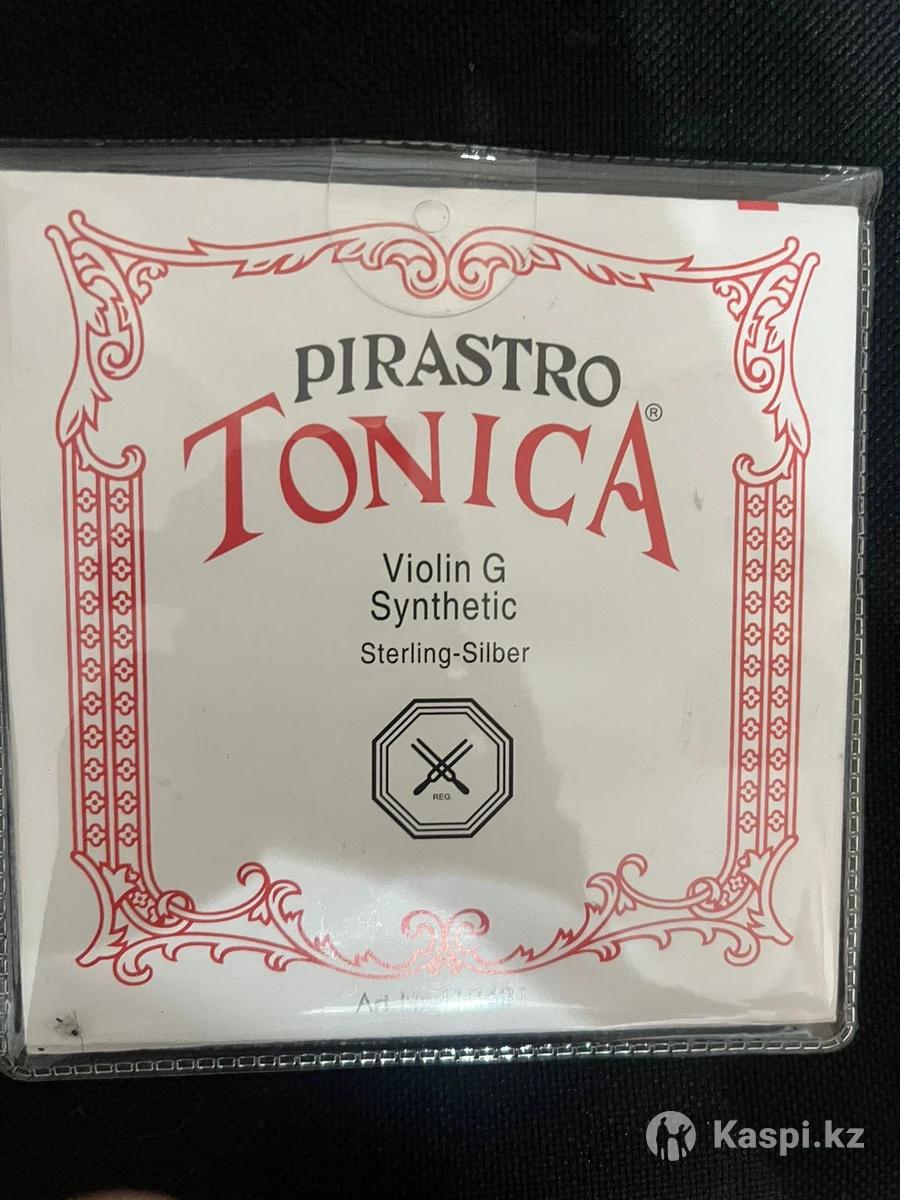 PIRASTRO
TONICA®
Violin G
Synthetic
Sterling-Silber
REG.
Kaspi.kz